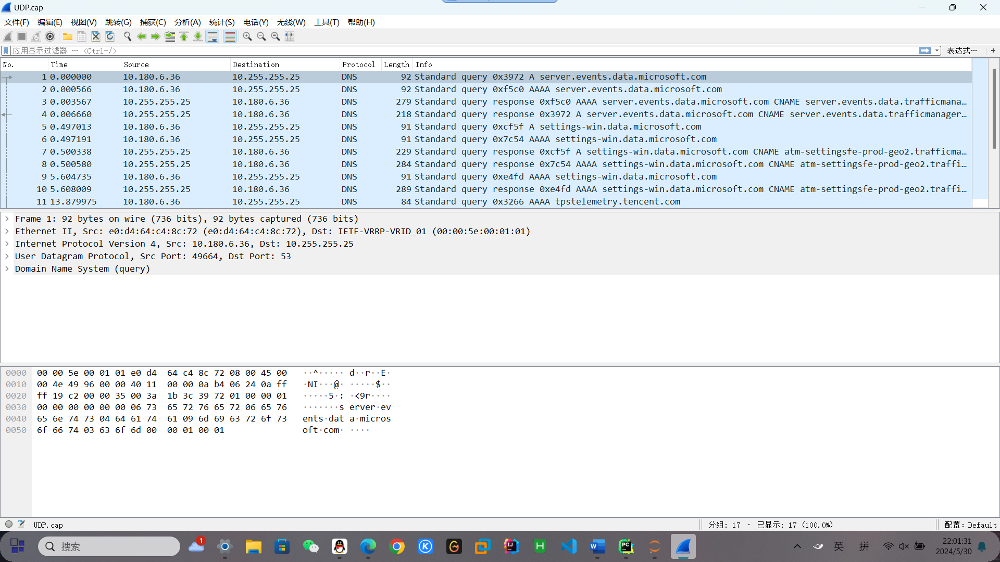 UDP.cap
文件(F) 编辑(E) 视图(V) 跳转(G) 捕获(C) 分析(A) 统计(S) 电话(Y) 无线(W) 工具(T) 帮助(H)
应用显示过滤器 … <Ctrl-/> 表达式… +
No. Time Source Destination Protocol Length Info
1 0.000000 10.180.6.36 10.255.255.25 DNS 92 Standard query 0x3972 A server.events.data.microsoft.com
2 0.000566 10.180.6.36 10.255.255.25 DNS 92 Standard query 0xf5c0 AAAA server.events.data.microsoft.com
3 0.003567 10.255.255.25 10.180.6.36 DNS 279 Standard query response 0xf5c0 AAAA server.events.data.microsoft.com CNAME server.events.data.trafficmana…
4 0.006660 10.255.255.25 10.180.6.36 DNS 218 Standard query response 0x3972 A server.events.data.microsoft.com CNAME server.events.data.trafficmanager…
5 0.497013 10.180.6.36 10.255.255.25 DNS 91 Standard query 0xcf5f A settings-win.data.microsoft.com
6 0.497191 10.180.6.36 10.255.255.25 DNS 91 Standard query 0x7c54 AAAA settings-win.data.microsoft.com
7 0.500338 10.255.255.25 10.180.6.36 DNS 229 Standard query response 0xcf5f A settings-win.data.microsoft.com CNAME atm-settingsfe-prod-geo2.trafficma…
8 0.500580 10.255.255.25 10.180.6.36 DNS 284 Standard query response 0x7c54 AAAA settings-win.data.microsoft.com CNAME atm-settingsfe-prod-geo2.traffi…
9 5.604735 10.180.6.36 10.255.255.25 DNS 91 Standard query 0xe4fd AAAA settings-win.data.microsoft.com
10 5.608009 10.255.255.25 10.180.6.36 DNS 289 Standard query response 0xe4fd AAAA settings-win.data.microsoft.com CNAME atm-settingsfe-prod-geo2.traffi…
11 13.879975 10.180.6.36 10.255.255.25 DNS 84 Standard query 0x3266 AAAA tpstelemetry.tencent.com
Frame 1: 92 bytes on wire (736 bits), 92 bytes captured (736 bits)
Ethernet II, Src: e0:d4:64:c4:8c:72 (e0:d4:64:c4:8c:72), Dst: IETF-VRRP-VRID_01 (00:00:5e:00:01:01)
Internet Protocol Version 4, Src: 10.180.6.36, Dst: 10.255.255.25
User Datagram Protocol, Src Port: 49664, Dst Port: 53
Domain Name System (query)
0000 00 00 5e 00 01 01 e0 d4 64 c4 8c 72 08 00 45 00 ··^····· d··r··E·
0010 00 4e 49 96 00 00 40 11 00 00 0a b4 06 24 0a ff ·NI···@· ·····$··
0020 ff 19 c2 00 00 35 00 3a 1b 3c 39 72 01 00 00 01 ·····5·: ·<9r····
0030 00 00 00 00 00 00 06 73 65 72 76 65 72 06 65 76 ·······s erver·ev
0040 65 6e 74 73 04 64 61 74 61 09 6d 69 63 72 6f 73 ents·dat a·micros
0050 6f 66 74 03 63 6f 6d 00 00 01 00 01 oft·com· ····
UDP.cap 分组: 17 · 已显示: 17 (100.0%) 配置: Default
搜索 1 英 拼 22:01:31
2024/5/30